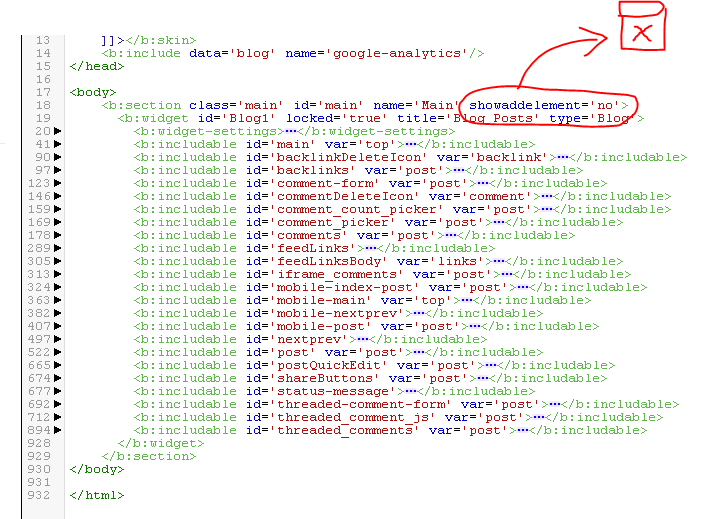 13 ]]></b:skin>
14 <b:include data='blog' name='google-analytics'/>
15 </head>
16
17 <body>
18 <b:section class='main' id='main' name='Main' showaddelement='no'>
19 <b:widget id='Blog1' locked='true' title='Blog Posts' type='Blog'>
20 <b:widget-settings>…</b:widget-settings>
41 <b:includable id='main' var='top'>…</b:includable>
90 <b:includable id='backlinkDeleteIcon' var='backlink'>…</b:includable>
97 <b:includable id='backlinks' var='post'>…</b:includable>
123 <b:includable id='comment-form' var='post'>…</b:includable>
146 <b:includable id='commentDeleteIcon' var='comment'>…</b:includable>
159 <b:includable id='comment_count_picker' var='post'>…</b:includable>
169 <b:includable id='comment_picker' var='post'>…</b:includable>
178 <b:includable id='comments' var='post'>…</b:includable>
289 <b:includable id='feedLinks'>…</b:includable>
305 <b:includable id='feedLinksBody' var='links'>…</b:includable>
313 <b:includable id='iframe_comments' var='post'>…</b:includable>
324 <b:includable id='mobile-index-post' var='post'>…</b:includable>
363 <b:includable id='mobile-main' var='top'>…</b:includable>
382 <b:includable id='mobile-nextprev'>…</b:includable>
407 <b:includable id='mobile-post' var='post'>…</b:includable>
497 <b:includable id='nextprev'>…</b:includable>
522 <b:includable id='post' var='post'>…</b:includable>
665 <b:includable id='postQuickEdit' var='post'>…</b:includable>
674 <b:includable id='shareButtons' var='post'>…</b:includable>
677 <b:includable id='status-message'>…</b:includable>
692 <b:includable id='threaded-comment-form' var='post'>…</b:includable>
712 <b:includable id='threaded_comment_js' var='post'>…</b:includable>
894 <b:includable id='threaded_comments' var='post'>…</b:includable>
928 </b:widget>
929 </b:section>
930 </body>
931
932 </html>